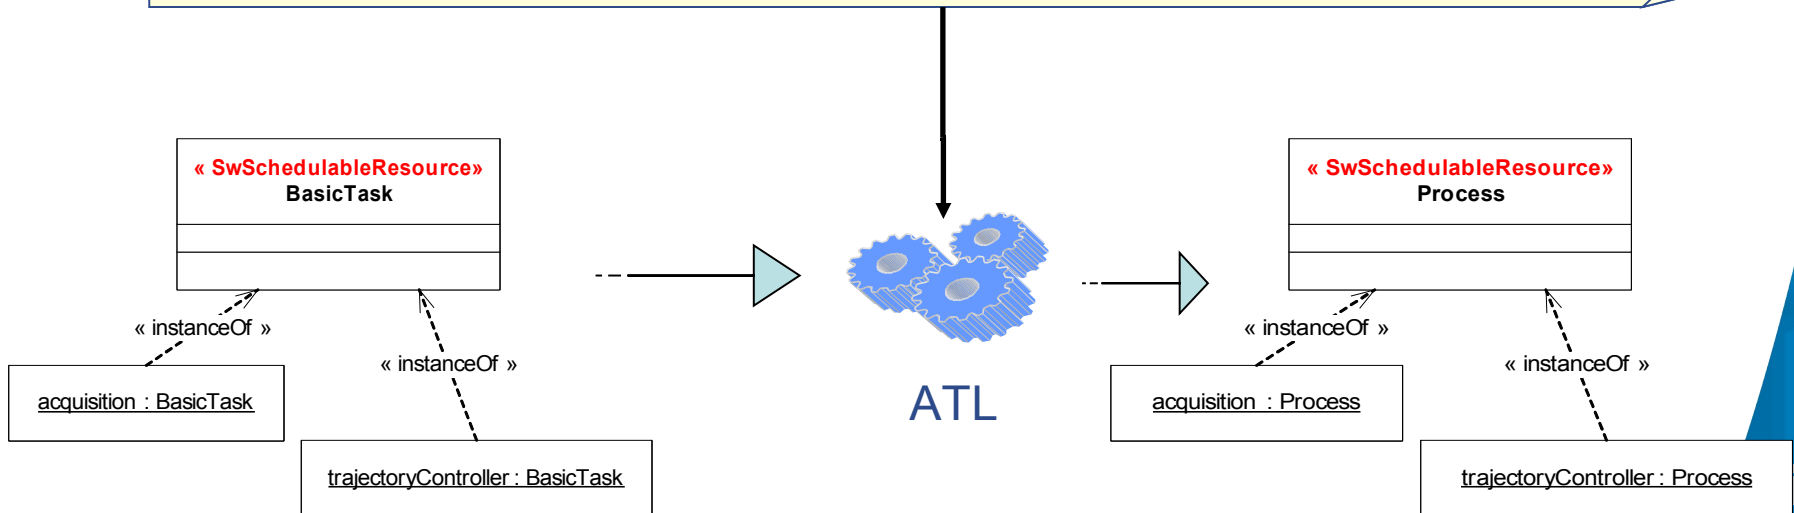 « SwSchedulableResource»
BasicTask
« instanceOf »
« instanceOf »
acquisition : BasicTask
trajectoryController : BasicTask
ATL
« SwSchedulableResource»
Process
« instanceOf »
« instanceOf »
acquisition : Process
trajectoryController : Process